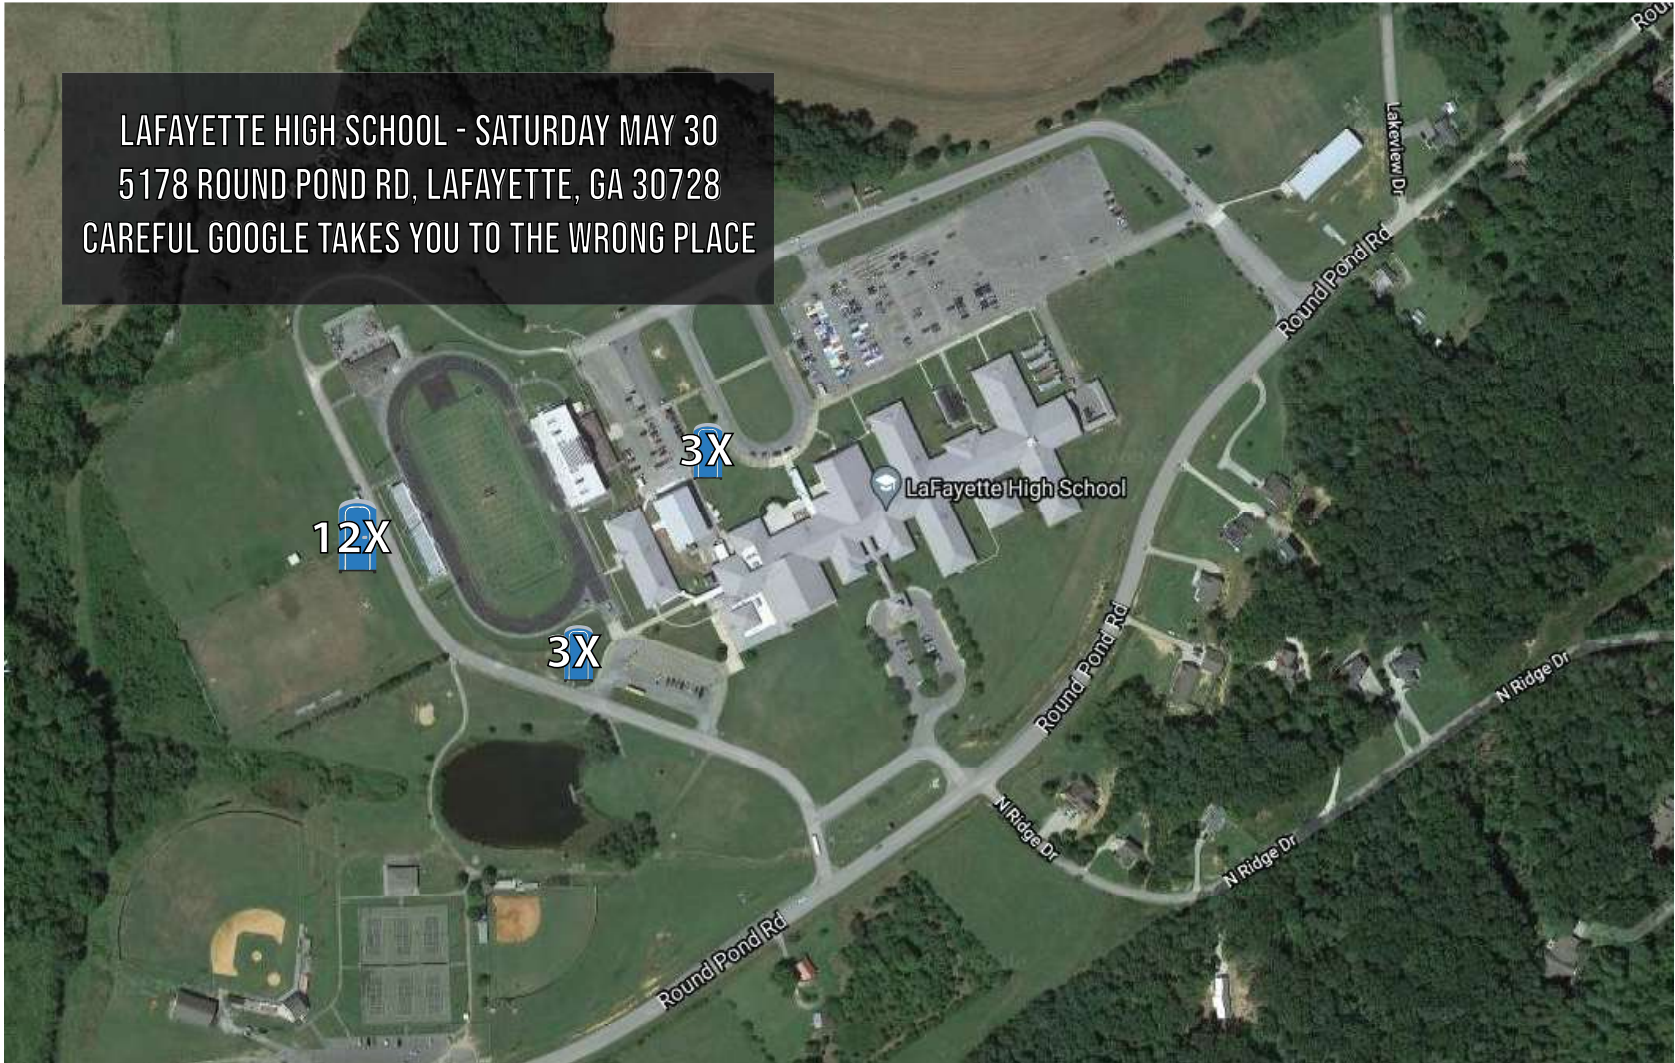 LAFAYETTE HIGH SCHOOL - SATURDAY MAY 30
5178 ROUND POND RD, LAFAYETTE, GA 30728
CAREFUL GOOGLE TAKES YOU TO THE WRONG PLACE
Lakeview Dr
Round Pond Rd
3X
LaFayette High School
12X
3X
Round Pond Rd
N Ridge Dr
N Ridge Dr
N Ridge Dr
Round Pond Rd